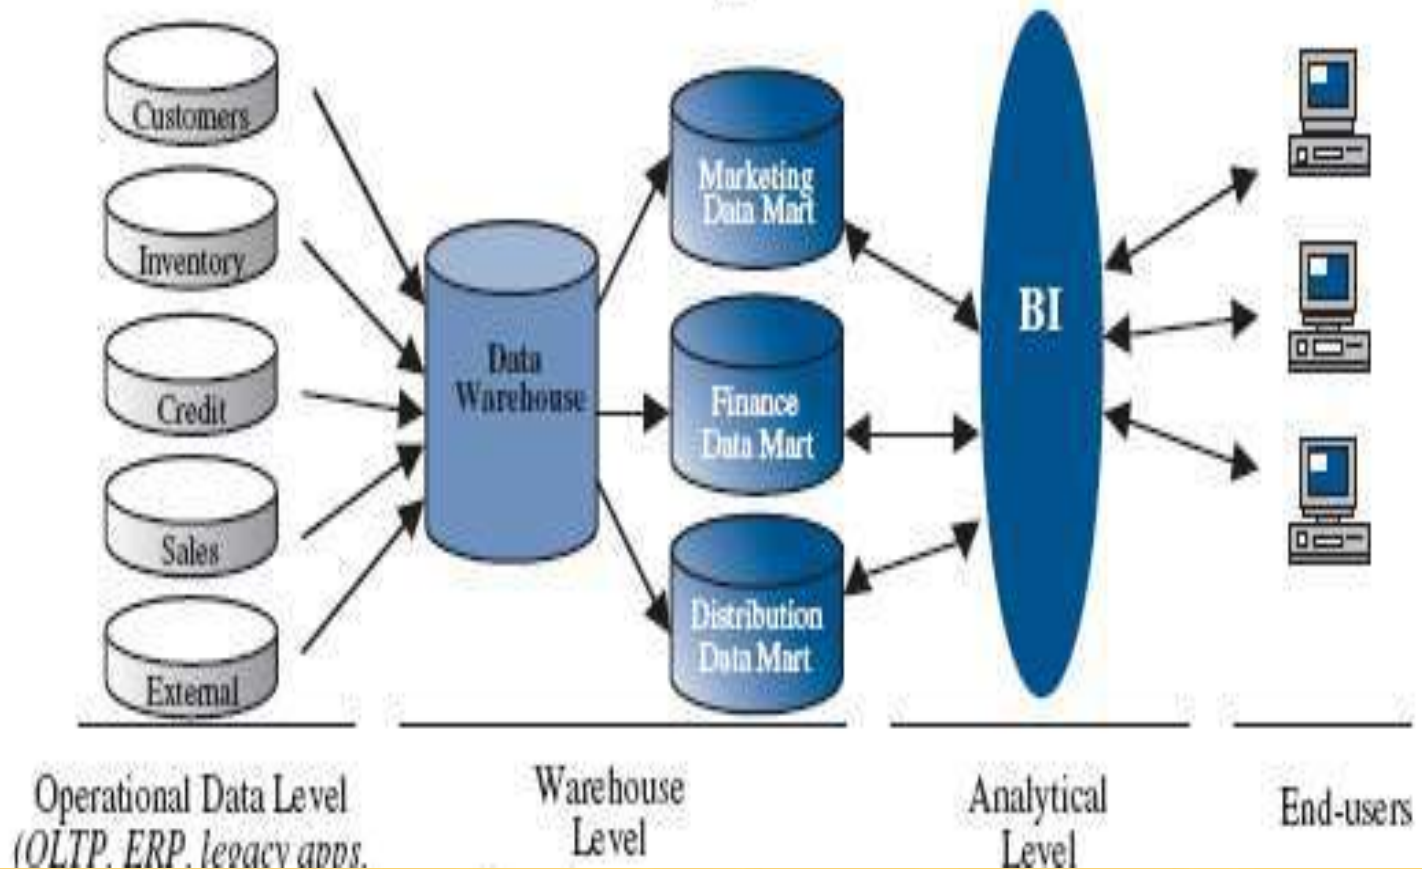 Customers
Inventory
Credit
Sales
External
Data
Warehouse
Marketing
Data Mart
Finance
Data Mart
Distribution
Data Mart
BI
Operational Data Level
(OLTP, ERP, legacy apps,
Warehouse
Level
Analytical
Level
End-users